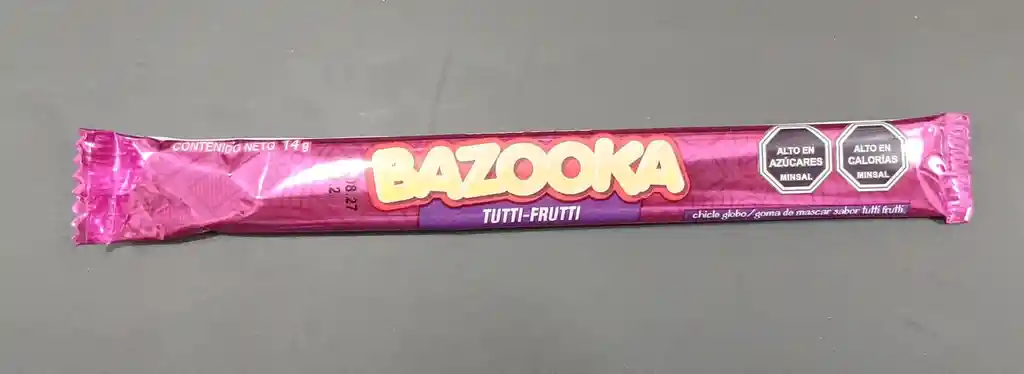 CONTENIDO NETO 14 g
BAZOOKA
TUTTI-FRUTTI
ALTO EN
AZÚCARES
MINSAL
ALTO EN
CALORÍAS
MINSAL
chicle globo/goma de mascar sabor tutti frutti